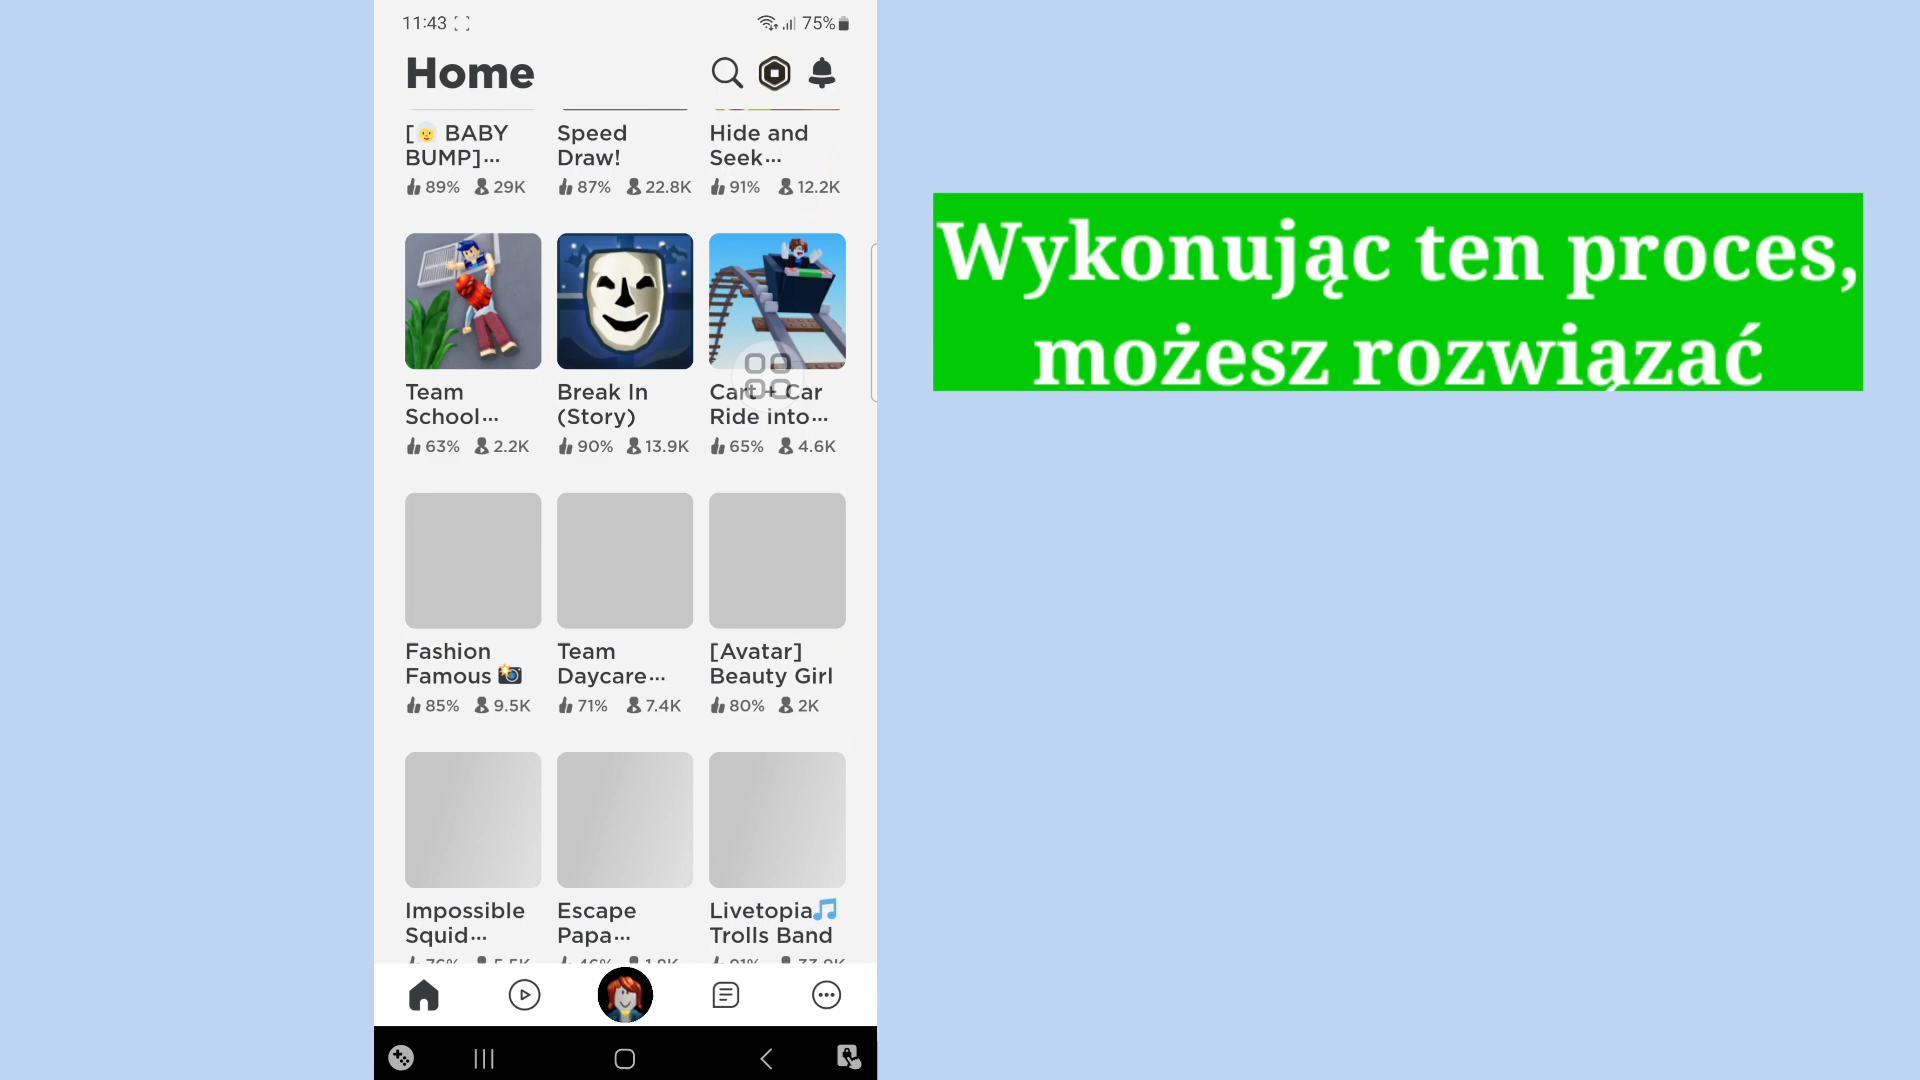 11:43 75%
Home
[👶 BABY BUMP]...
89% 29K
Speed Draw!
87% 22.8K
Hide and Seek...
91% 12.2K
Team School...
63% 2.2K
Break In (Story)
90% 13.9K
Cart + Car Ride into...
65% 4.6K
Fashion Famous 📸
85% 9.5K
Team Daycare...
71% 7.4K
[Avatar] Beauty Girl
80% 2K
Impossible Squid...
Escape Papa...
Livetopia🎵 Trolls Band
Wykonując ten proces,
możesz rozwiązać